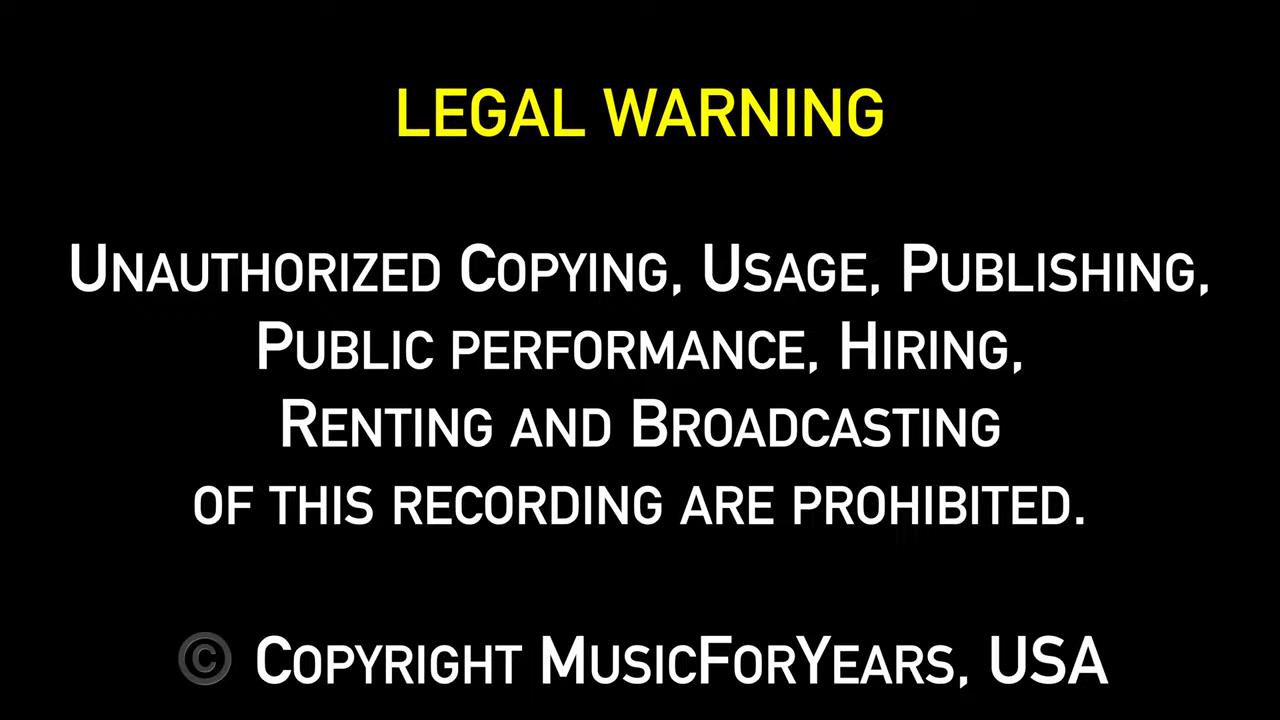 LEGAL WARNING
UNAUTHORIZED COPYING, USAGE, PUBLISHING,
PUBLIC PERFORMANCE, HIRING,
RENTING AND BROADCASTING
OF THIS RECORDING ARE PROHIBITED.
© COPYRIGHT MUSICFORYEARS, USA